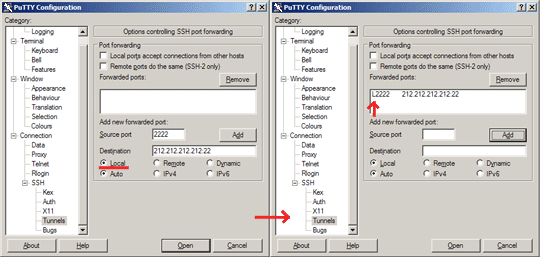 PuTTY Configuration
Category:
Logging
Terminal
Keyboard
Bell
Features
Window
Appearance
Behaviour
Translation
Selection
Colours
Connection
Data
Proxy
Telnet
Rlogin
SSH
Kex
Auth
X11
Tunnels
Bugs
Options controlling SSH port forwarding
Port forwarding
Local ports accept connections from other hosts
Remote ports do the same (SSH-2 only)
Forwarded ports:
Remove
Add new forwarded port:
Source port 2222 Add
Destination 212.212.212.212:22
Local Remote Dynamic
Auto IPv4 IPv6
About Help Open Cancel
PuTTY Configuration
Category:
Logging
Terminal
Keyboard
Bell
Features
Window
Appearance
Behaviour
Translation
Selection
Colours
Connection
Data
Proxy
Telnet
Rlogin
SSH
Kex
Auth
X11
Tunnels
Bugs
Options controlling SSH port forwarding
Port forwarding
Local ports accept connections from other hosts
Remote ports do the same (SSH-2 only)
Forwarded ports:
Remove
L2222 212.212.212.212:22
Add new forwarded port:
Source port Add
Destination
Local Remote Dynamic
Auto IPv4 IPv6
About Help Open Cancel